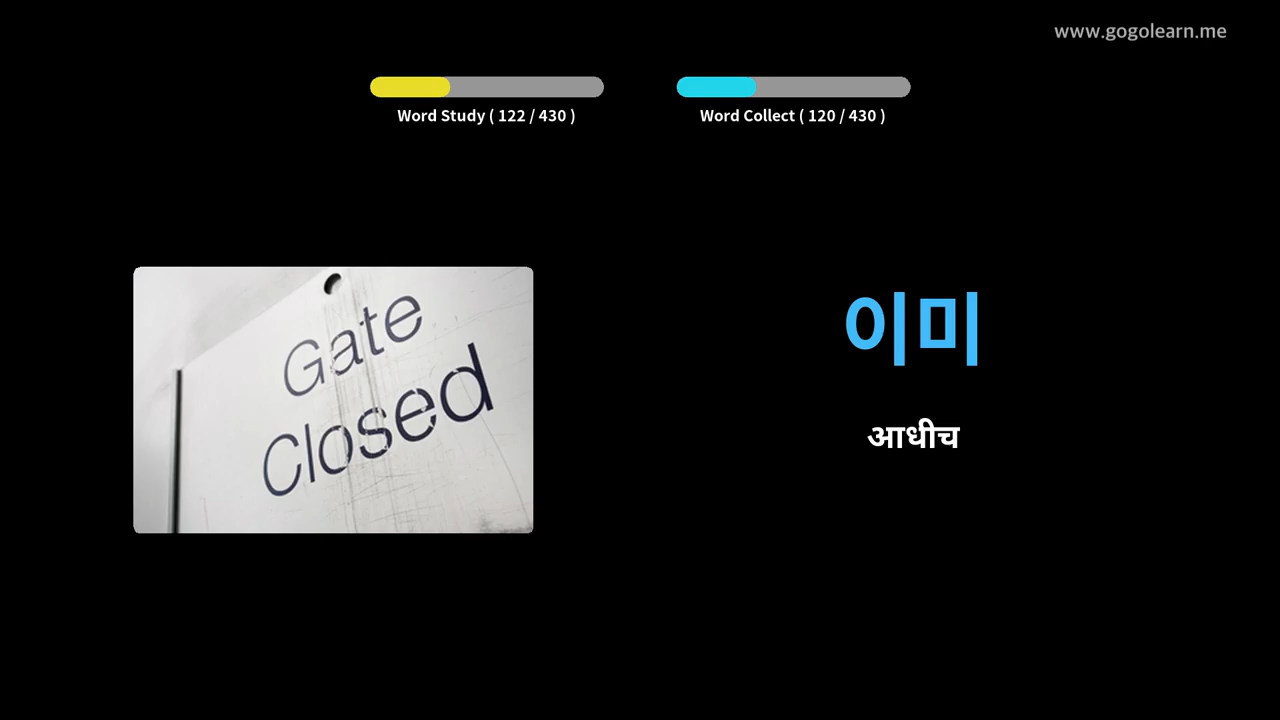 www.gogolearn.me
Word Study ( 122 / 430 )
Word Collect ( 120 / 430 )
Gate
Closed
이미
आधीच